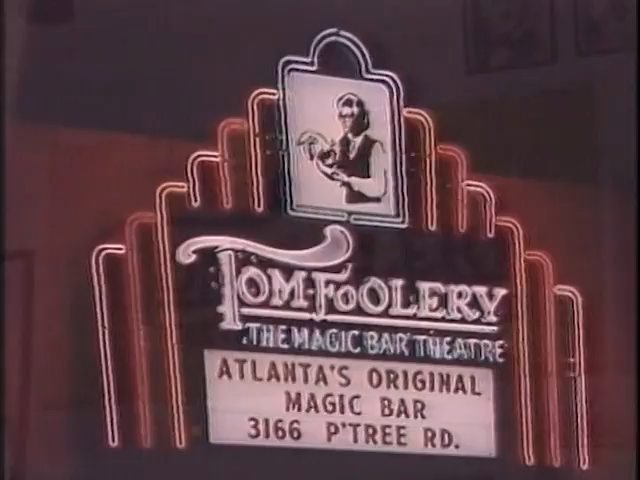 TOM-FOOLERY
THE MAGIC BAR THEATRE
ATLANTA'S ORIGINAL
MAGIC BAR
3166 P'TREE RD.